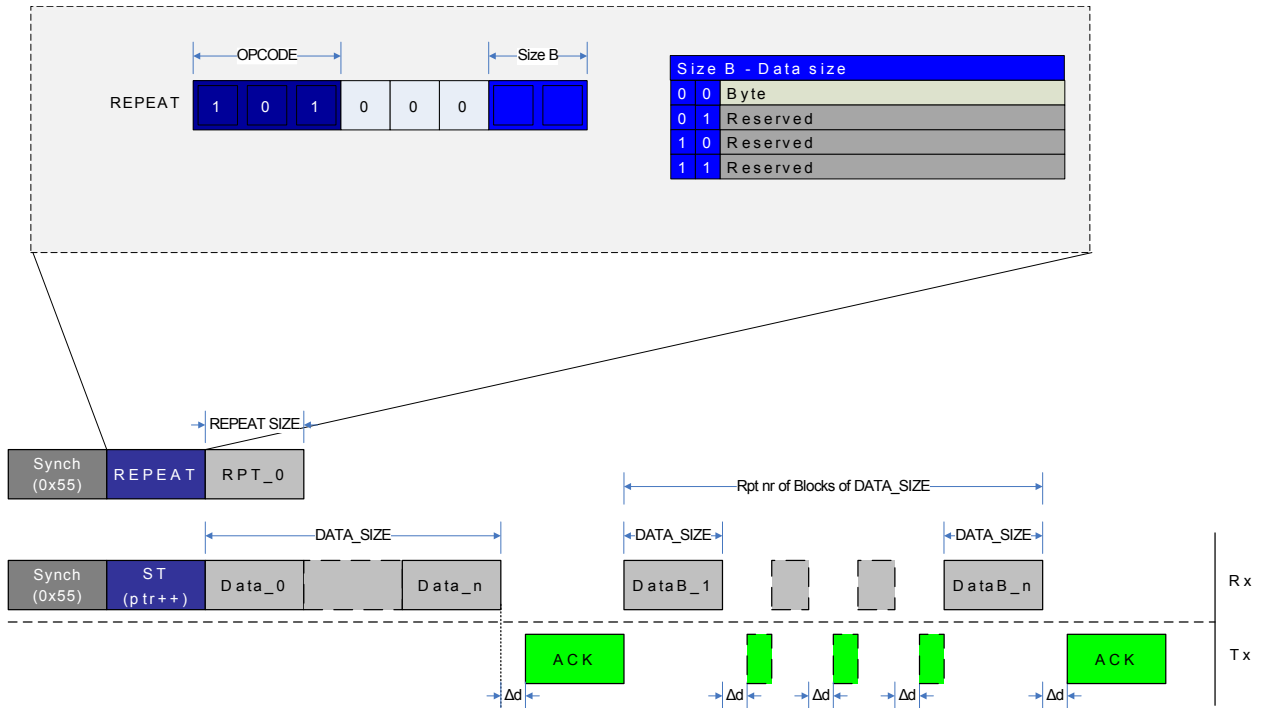 OPCODE
Size B
REPEAT
1 0 1 0 0 0
Size B - Data size
0 0 Byte
0 1 Reserved
1 0 Reserved
1 1 Reserved
REPEAT SIZE
Synch
(0x55)
REPEAT
RPT_0
Rpt nr of Blocks of DATA_SIZE
DATA_SIZE
DATA_SIZE
DATA_SIZE
Synch
(0x55)
ST
(ptr++)
Data_0
Data_n
DataB_1
DataB_n
Rx
ACK
ACK
Tx
Δd
Δd
Δd
Δd
Δd